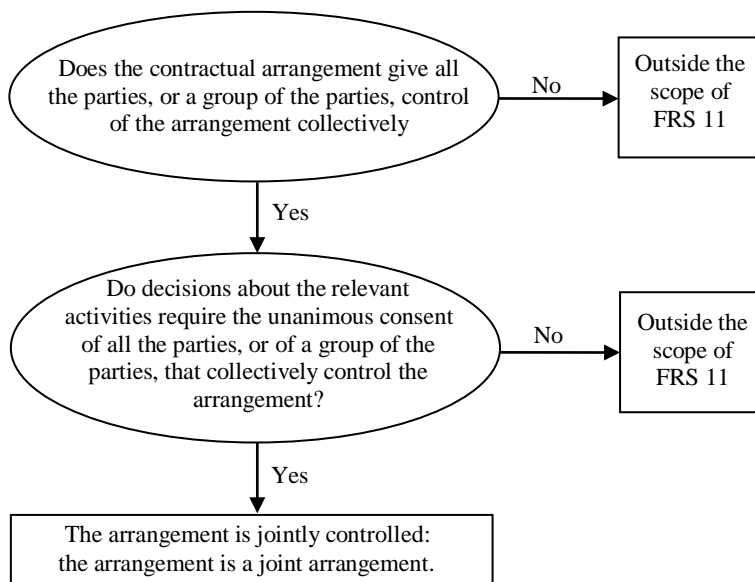 Does the contractual arrangement give all
the parties, or a group of the parties, control
of the arrangement collectively
No
Outside the
scope of
FRS 11
Yes
Do decisions about the relevant
activities require the unanimous consent
of all the parties, or of a group of the
parties, that collectively control the
arrangement?
No
Outside the
scope of
FRS 11
Yes
The arrangement is jointly controlled:
the arrangement is a joint arrangement.